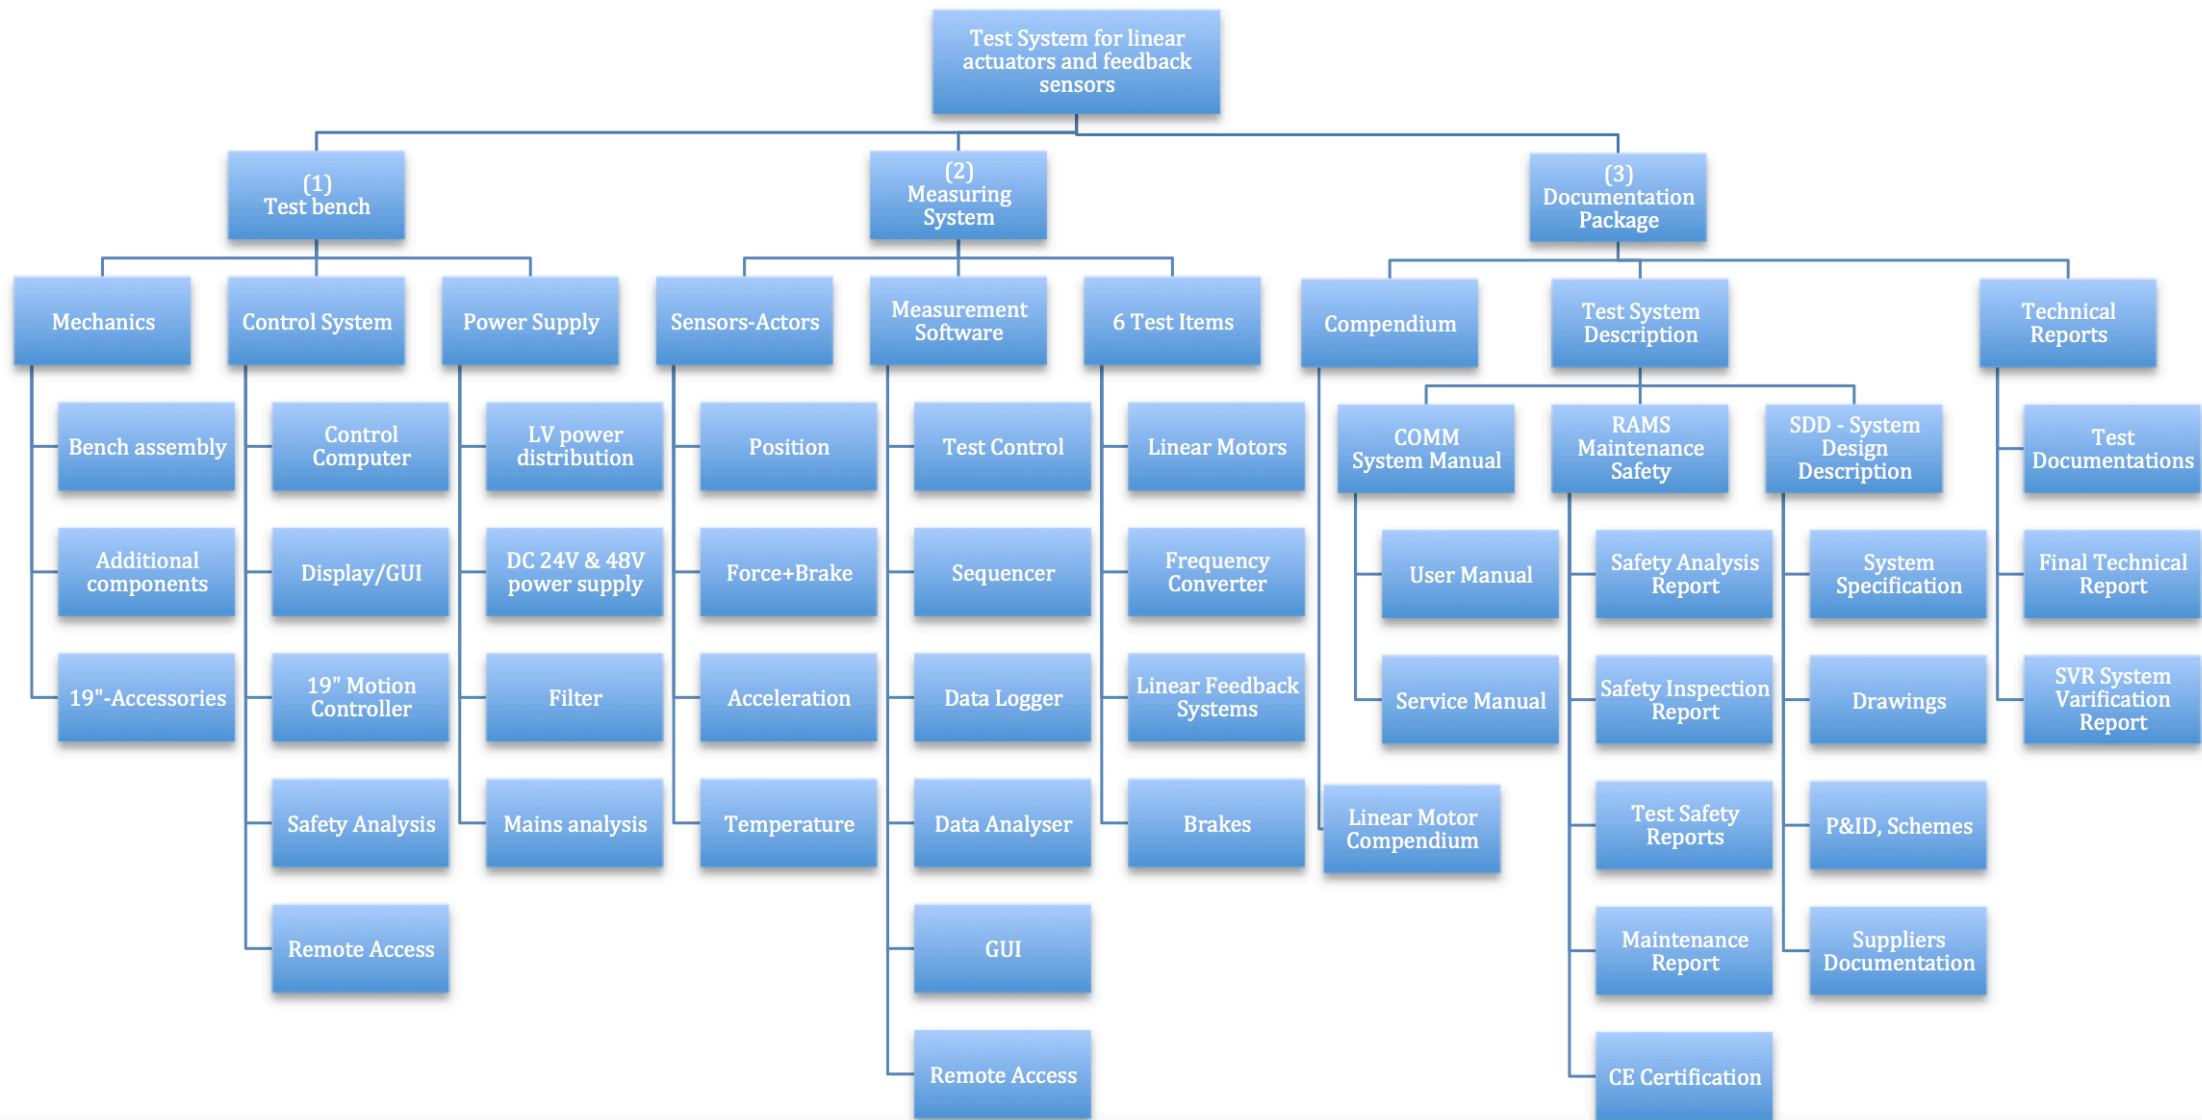 Test System for linear
actuators and feedback
sensors
(1)
Test bench
(2)
Measuring
System
(3)
Documentation
Package
Mechanics
Control System
Power Supply
Sensors-Actors
Measurement
Software
6 Test Items
Compendium
Test System
Description
Technical
Reports
Bench assembly
Additional
components
19"-Accessories
Control
Computer
Display/GUI
19" Motion
Controller
Safety Analysis
Remote Access
LV power
distribution
DC 24V & 48V
power supply
Filter
Mains analysis
Position
Force+Brake
Acceleration
Temperature
Test Control
Sequencer
Data Logger
Data Analyser
GUI
Remote Access
Linear Motors
Frequency
Converter
Linear Feedback
Systems
Brakes
Linear Motor
Compendium
COMM
System Manual
User Manual
Service Manual
RAMS
Maintenance
Safety
Safety Analysis
Report
Safety Inspection
Report
Test Safety
Reports
Maintenance
Report
CE Certification
SDD - System
Design
Description
System
Specification
Drawings
P&ID, Schemes
Suppliers
Documentation
Test
Documentations
Final Technical
Report
SVR System
Varification
Report